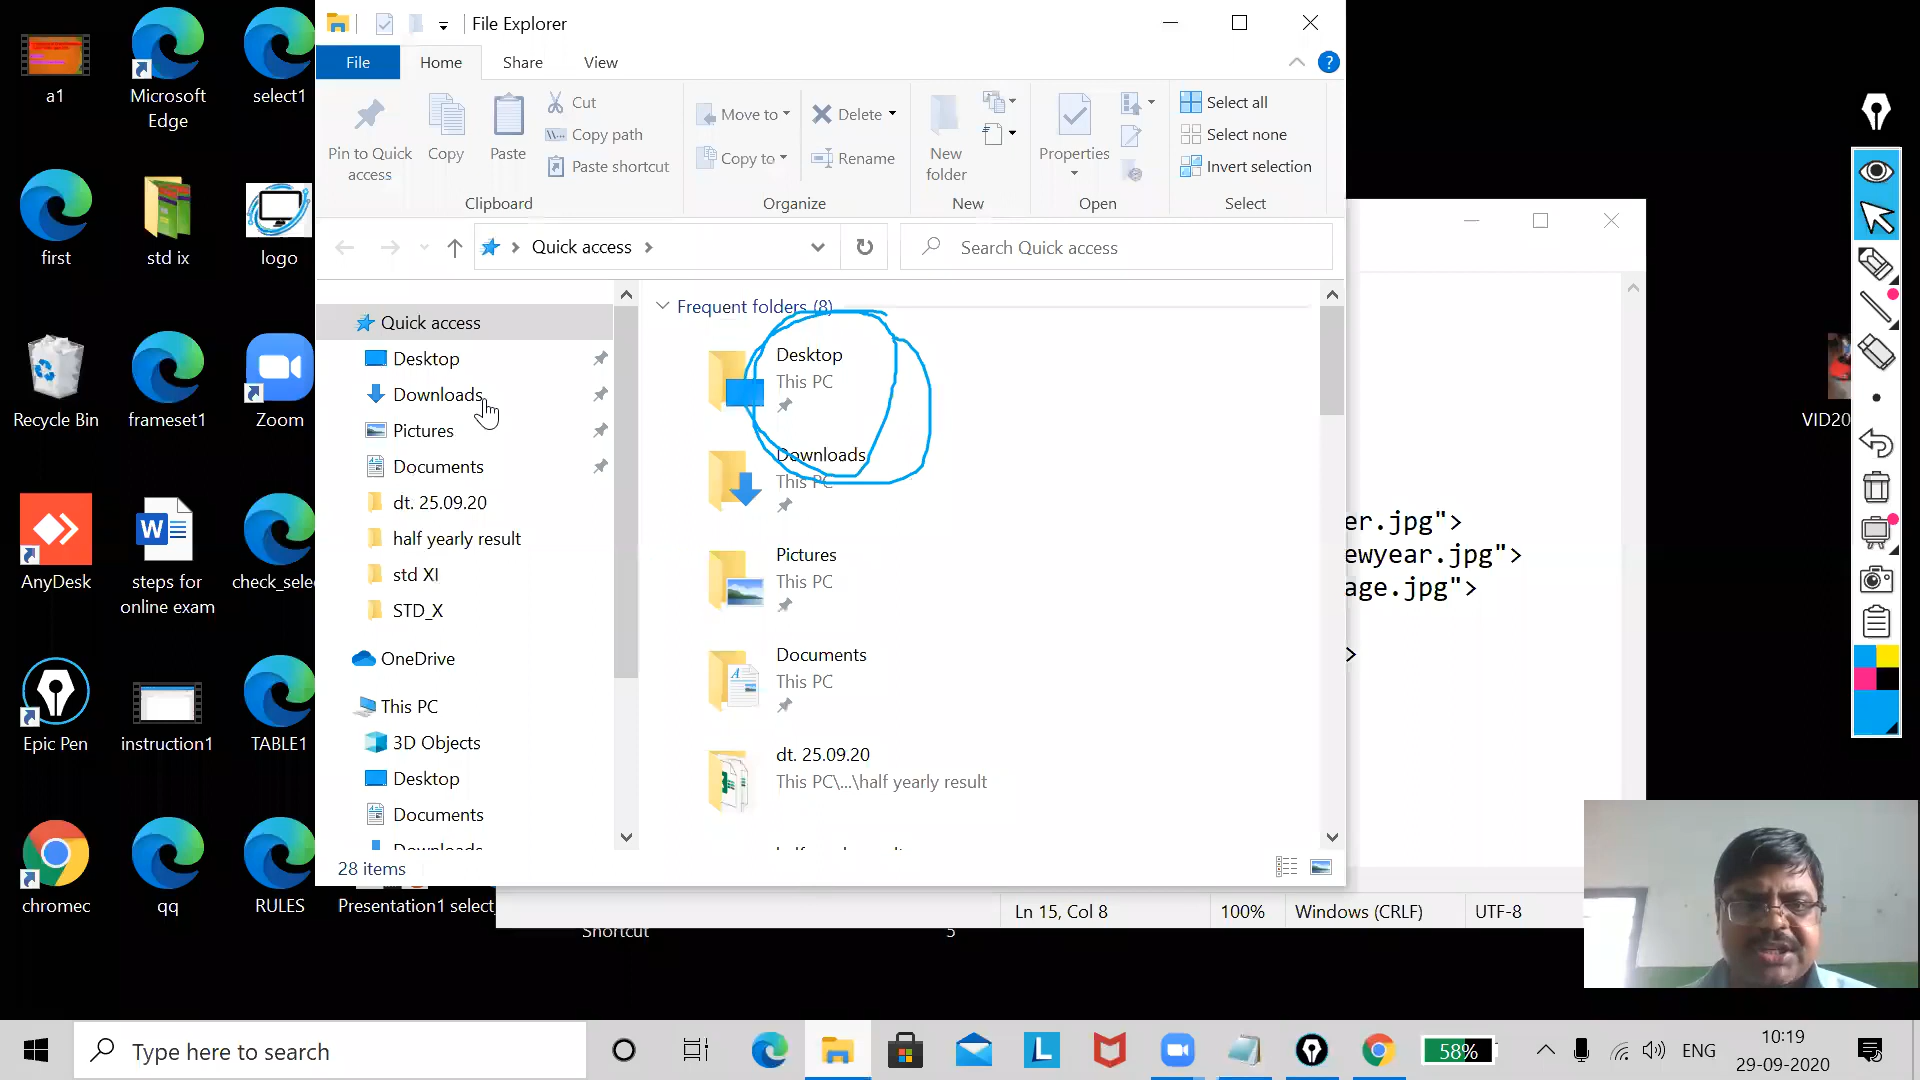 a1
Microsoft
Edge
select1
first
std ix
logo
Recycle Bin
frameset1
Zoom
AnyDesk
W
steps for
online exam
check_sele
Epic Pen
instruction1
TABLE1
chromec
qq
RULES
Presentation1 select_
Shortcut
5
File Explorer
File
Home
Share
View
?
Pin to Quick
access
Copy
Paste
Cut
Copy path
Paste shortcut
Clipboard
Move to
Copy to
Delete
Rename
Organize
New
folder
New
Properties
Open
Select all
Select none
Invert selection
Select
Quick access
Search Quick access
Quick access
Desktop
Downloads
Pictures
Documents
dt. 25.09.20
half yearly result
std XI
STD_X
OneDrive
This PC
3D Objects
Desktop
Documents
Downloads
28 items
Frequent folders (8)
Desktop
This PC
Downloads
This PC
Pictures
This PC
Documents
This PC
dt. 25.09.20
This PC\...\half yearly result
er.jpg">
ewyear.jpg">
age.jpg">
>
Ln 15, Col 8
100%
Windows (CRLF)
UTF-8
VID20
Type here to search
L
58%
ENG
10:19
29-09-2020